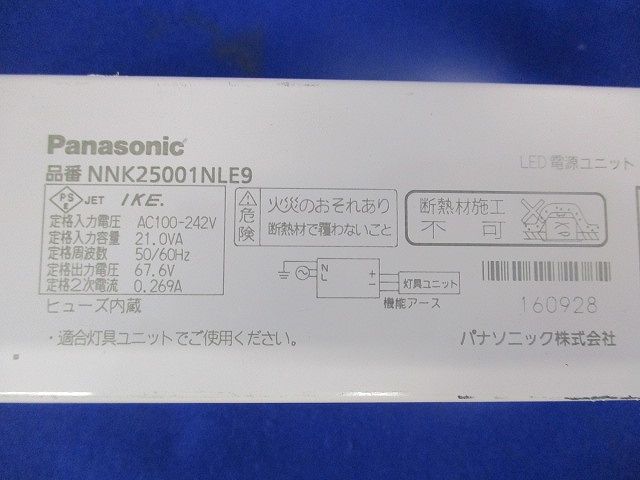 Panasonic
品番 NNK25001NLE9
LED電源ユニット
PS
E
JET IKE.
定格入力電圧 AC100-242V
定格入力容量 21.0VA
定格周波数 50/60Hz
定格出力電圧 67.6V
定格2次電流 0.269A
ヒューズ内蔵
危険
火災のおそれあり
断熱材で覆わないこと
断熱材施工
不可
N
L
+
−
灯具ユニット
機能アース
160928
・適合灯具ユニットでご使用ください。
パナソニック株式会社